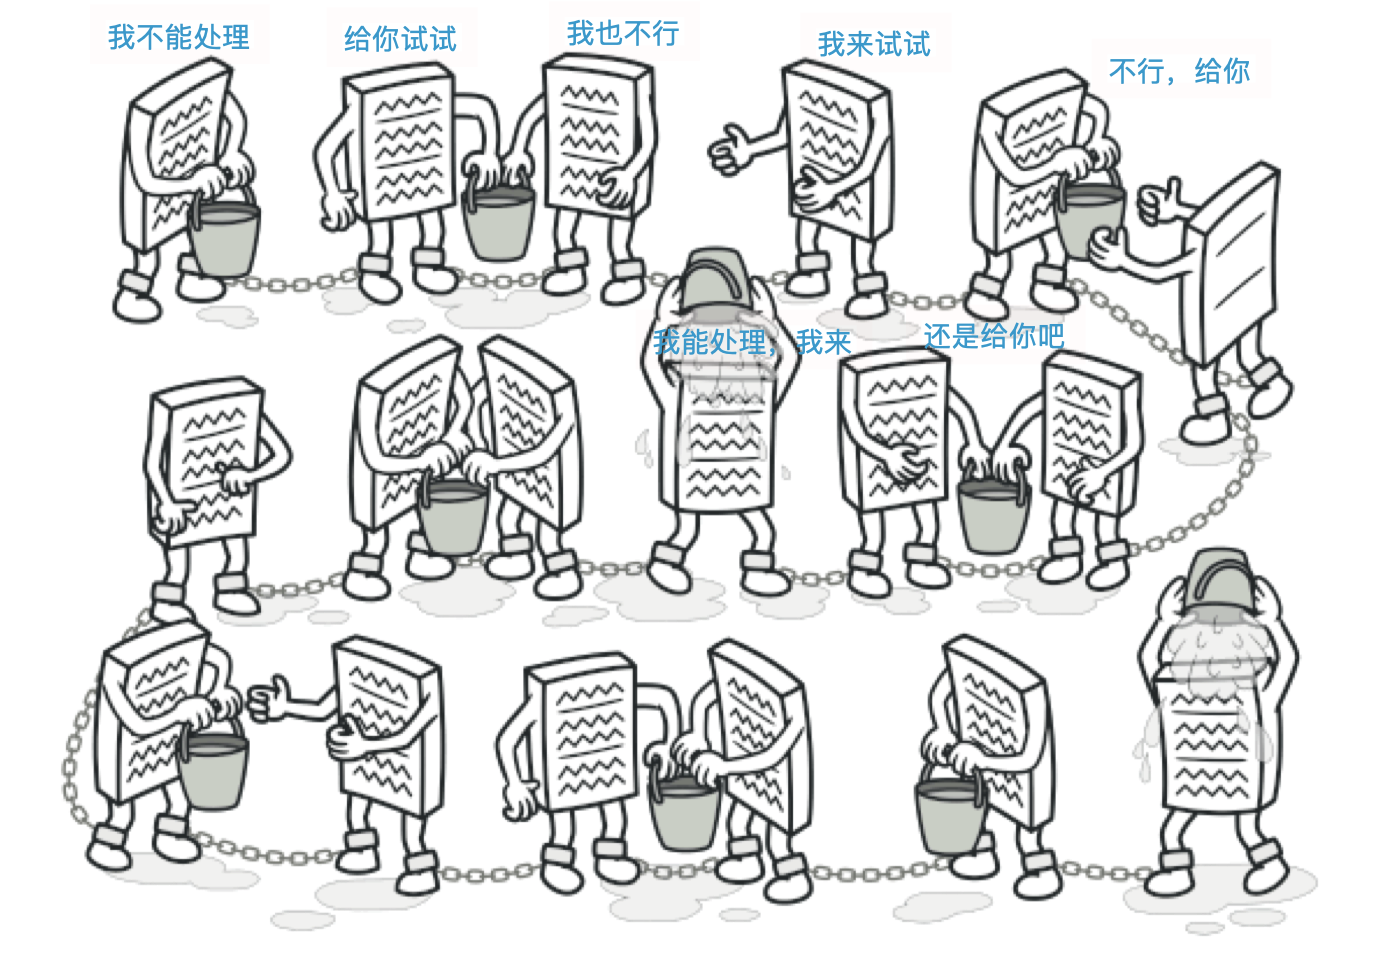 我不能处理
给你试试
我也不行
我来试试
不行，给你
我能处理，我来
还是给你吧